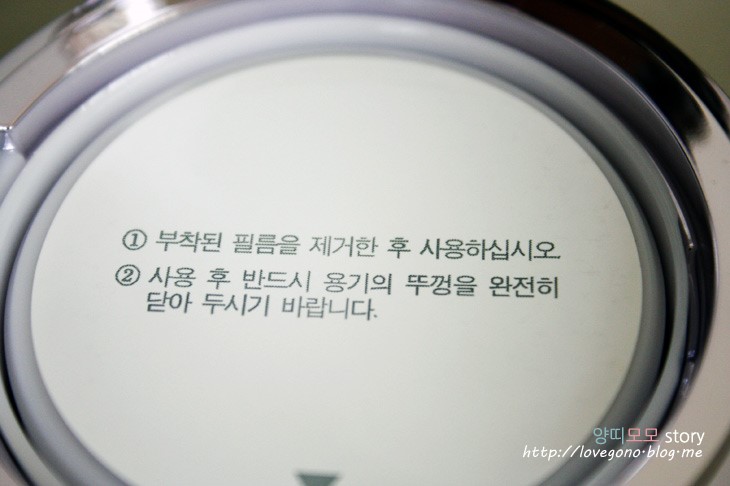 ① 부착된 필름을 제거한 후 사용하십시오.
② 사용 후 반드시 용기의 뚜껑을 완전히
닫아 두시기 바랍니다.
양띠모모 story
http://lovegono.blog.me